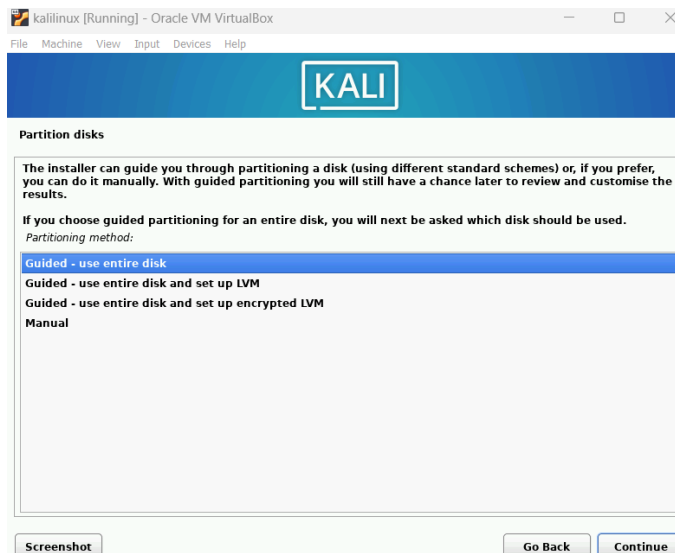 kalilinux [Running] - Oracle VM VirtualBox
File Machine View Input Devices Help
KALI
Partition disks
The installer can guide you through partitioning a disk (using different standard schemes) or, if you prefer,
you can do it manually. With guided partitioning you will still have a chance later to review and customise the
results.
If you choose guided partitioning for an entire disk, you will next be asked which disk should be used.
Partitioning method:
Guided - use entire disk
Guided - use entire disk and set up LVM
Guided - use entire disk and set up encrypted LVM
Manual
Screenshot Go Back Continue